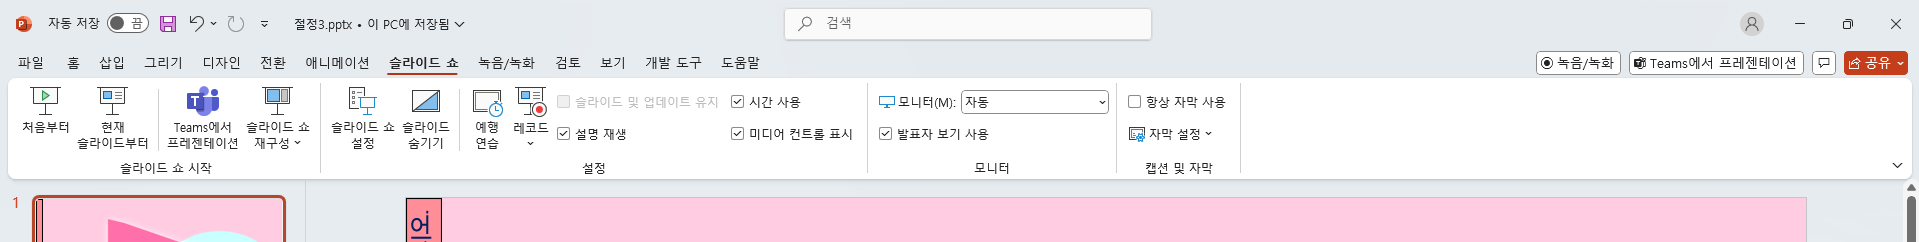 자동 저장 끔 절정3.pptx • 이 PC에 저장됨 검색
파일 홈 삽입 그리기 디자인 전환 애니메이션 슬라이드 쇼 녹음/녹화 검토 보기 개발 도구 도움말 녹음/녹화 Teams에서 프레젠테이션 공유
처음부터
현재
슬라이드부터
Teams에서
프레젠테이션
슬라이드 쇼
재구성
슬라이드 쇼 시작
슬라이드 쇼
설정
슬라이드
숨기기
예행
연습
레코드
슬라이드 및 업데이트 유지
시간 사용
설명 재생
미디어 컨트롤 표시
설정
모니터(M): 자동
발표자 보기 사용
모니터
항상 자막 사용
자막 설정
캡션 및 자막
1
어